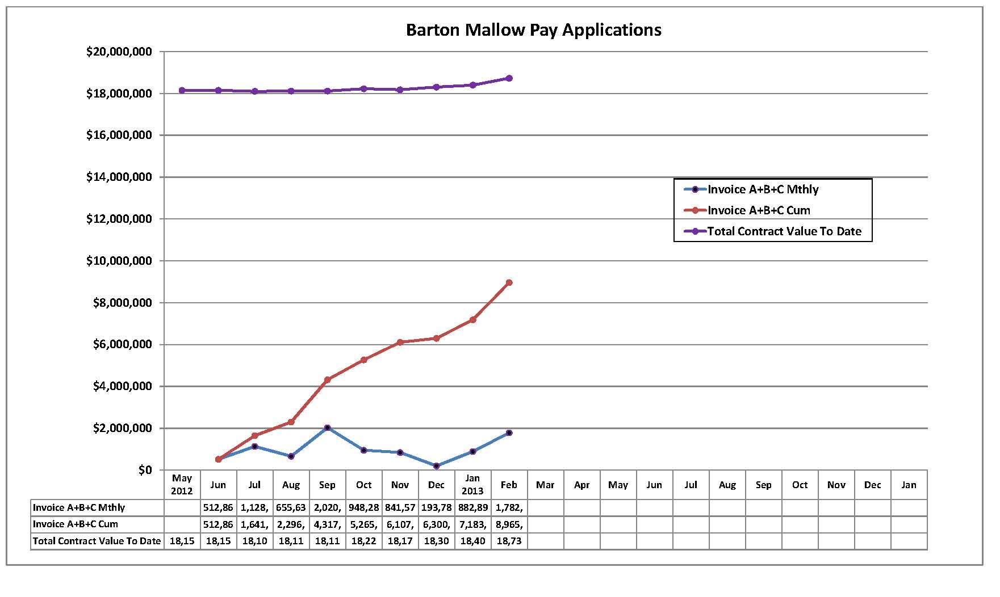 Barton Mallow Pay Applications
$20,000,000
$18,000,000
$16,000,000
$14,000,000
$12,000,000
$10,000,000
$8,000,000
$6,000,000
$4,000,000
$2,000,000
$0
Invoice A+B+C Mthly
Invoice A+B+C Cum
Total Contract Value To Date
May 2012 Jun Jul Aug Sep Oct Nov Dec Jan 2013 Feb Mar Apr May Jun Jul Aug Sep Oct Nov Dec Jan
Invoice A+B+C Mthly 512,86 1,128, 655,63 2,020, 948,28 841,57 193,78 882,89 1,782,
Invoice A+B+C Cum 512,86 1,641, 2,296, 4,317, 5,265, 6,107, 6,300, 7,183, 8,965,
Total Contract Value To Date 18,15 18,15 18,10 18,11 18,11 18,22 18,17 18,30 18,40 18,73